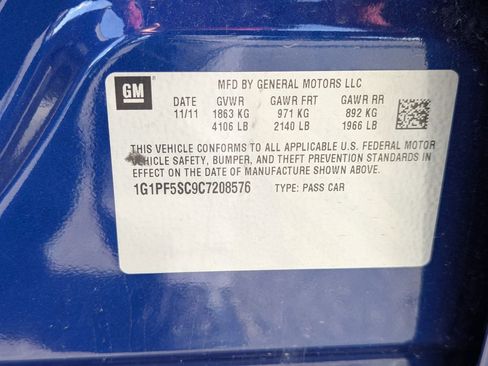 GM
MFD BY GENERAL MOTORS LLC
DATE GVWR GAWR FRT GAWR RR
11/11 1863 KG 971 KG 892 KG
4106 LB 2140 LB 1966 LB
THIS VEHICLE CONFORMS TO ALL APPLICABLE U.S. FEDERAL MOTOR
VEHICLE SAFETY, BUMPER, AND THEFT PREVENTION STANDARDS IN
EFFECT ON THE DATE OF MANUFACTURE SHOWN ABOVE.
1G1PF5SC9C7208576 TYPE: PASS CAR